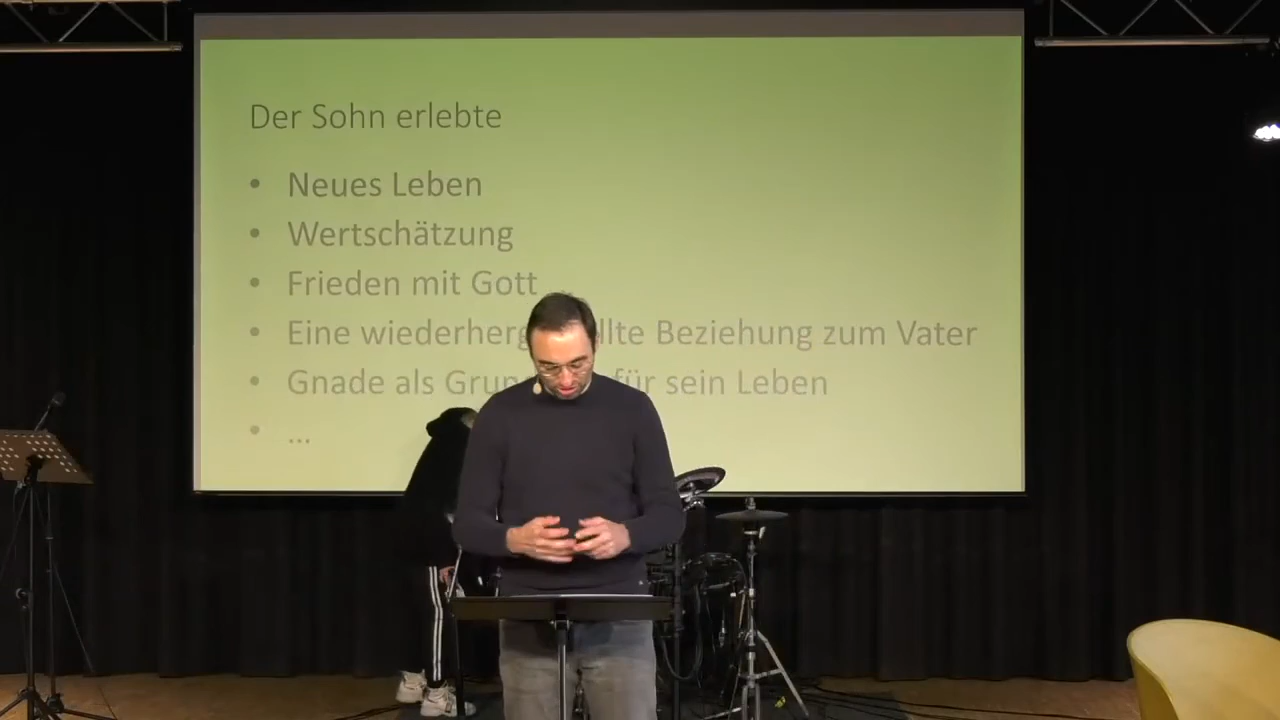 Der Sohn erlebte
• Neues Leben
• Wertschätzung
• Frieden mit Gott
• Eine Beziehung zum Vater
• Gnade als für sein Leben
• ...